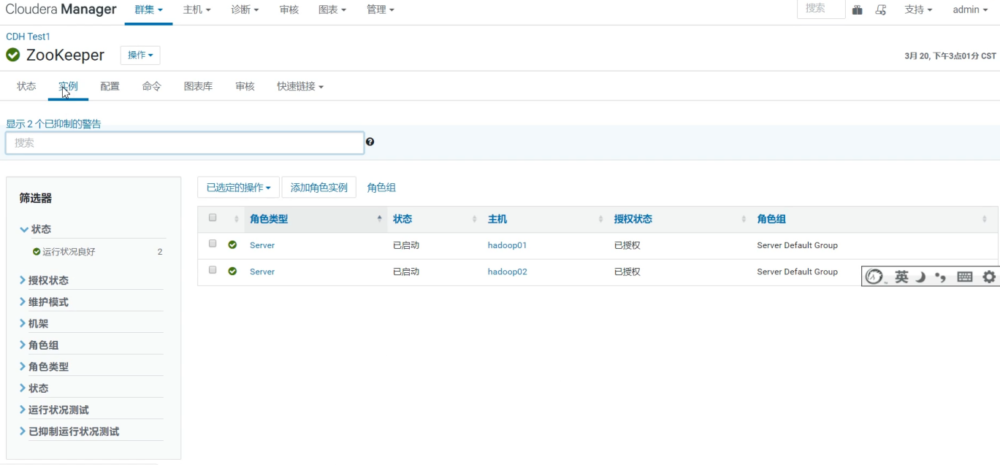 Cloudera Manager 群集 主机 诊断 审核 图表 管理 搜索 支持 admin
CDH Test1
ZooKeeper 操作 3月 20, 下午3点01分 CST
状态 实例 配置 命令 图表库 审核 快速链接
显示 2 个已抑制的警告
搜索
筛选器
状态
运行状况良好 2
授权状态
维护模式
机架
角色组
角色类型
状态
运行状况测试
已抑制运行状况测试
已选定的操作 添加角色实例 角色组
角色类型 状态 主机 授权状态 角色组
Server 已启动 hadoop01 已授权 Server Default Group
Server 已启动 hadoop02 已授权 Server Default Group
英